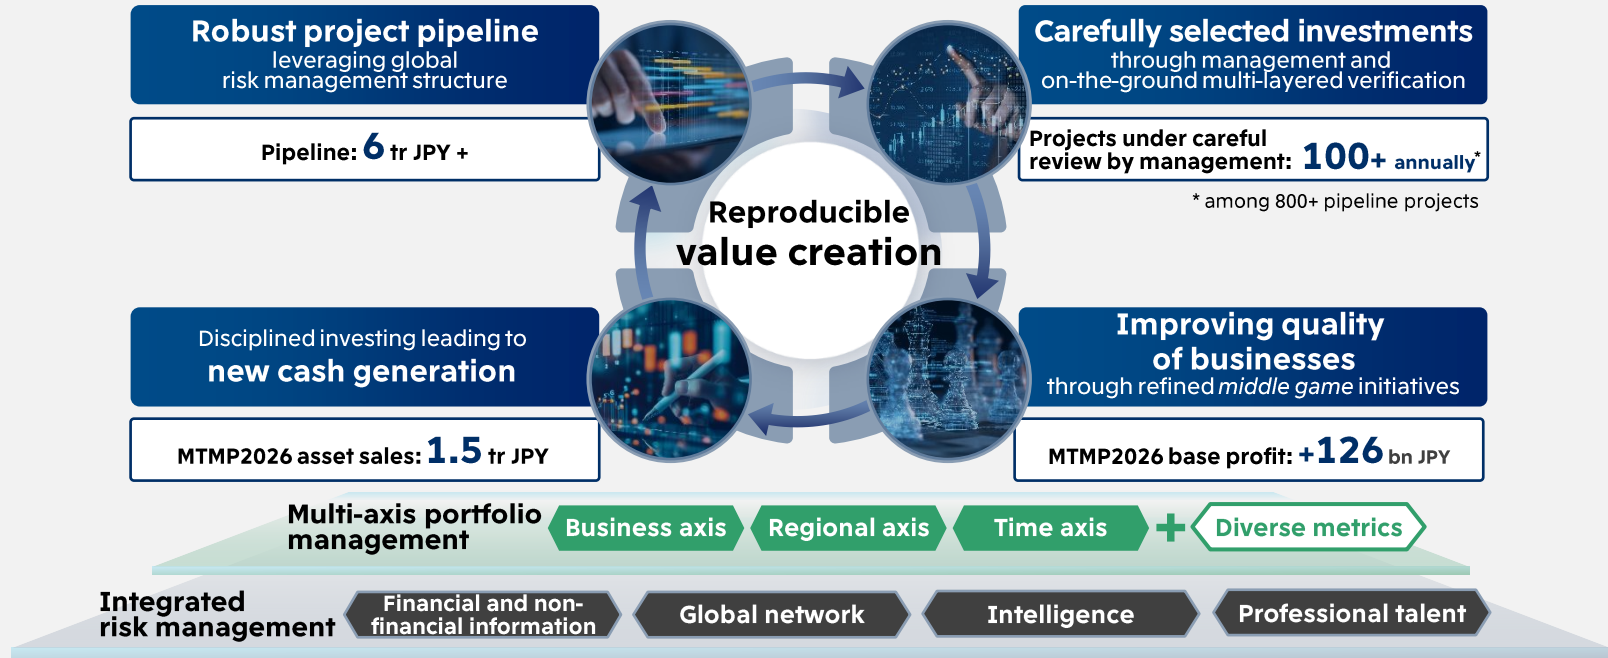 Robust project pipeline
leveraging global
risk management structure
Pipeline: 6 tr JPY +
Carefully selected investments
through management and
on-the-ground multi-layered verification
Projects under careful
review by management: 100+ annually*
* among 800+ pipeline projects
Reproducible
value creation
Disciplined investing leading to
new cash generation
MTMP2026 asset sales: 1.5 tr JPY
Improving quality
of businesses
through refined middle game initiatives
MTMP2026 base profit: +126 bn JPY
Multi-axis portfolio
management
Business axis
Regional axis
Time axis
+
Diverse metrics
Integrated
risk management
Financial and non-
financial information
Global network
Intelligence
Professional talent